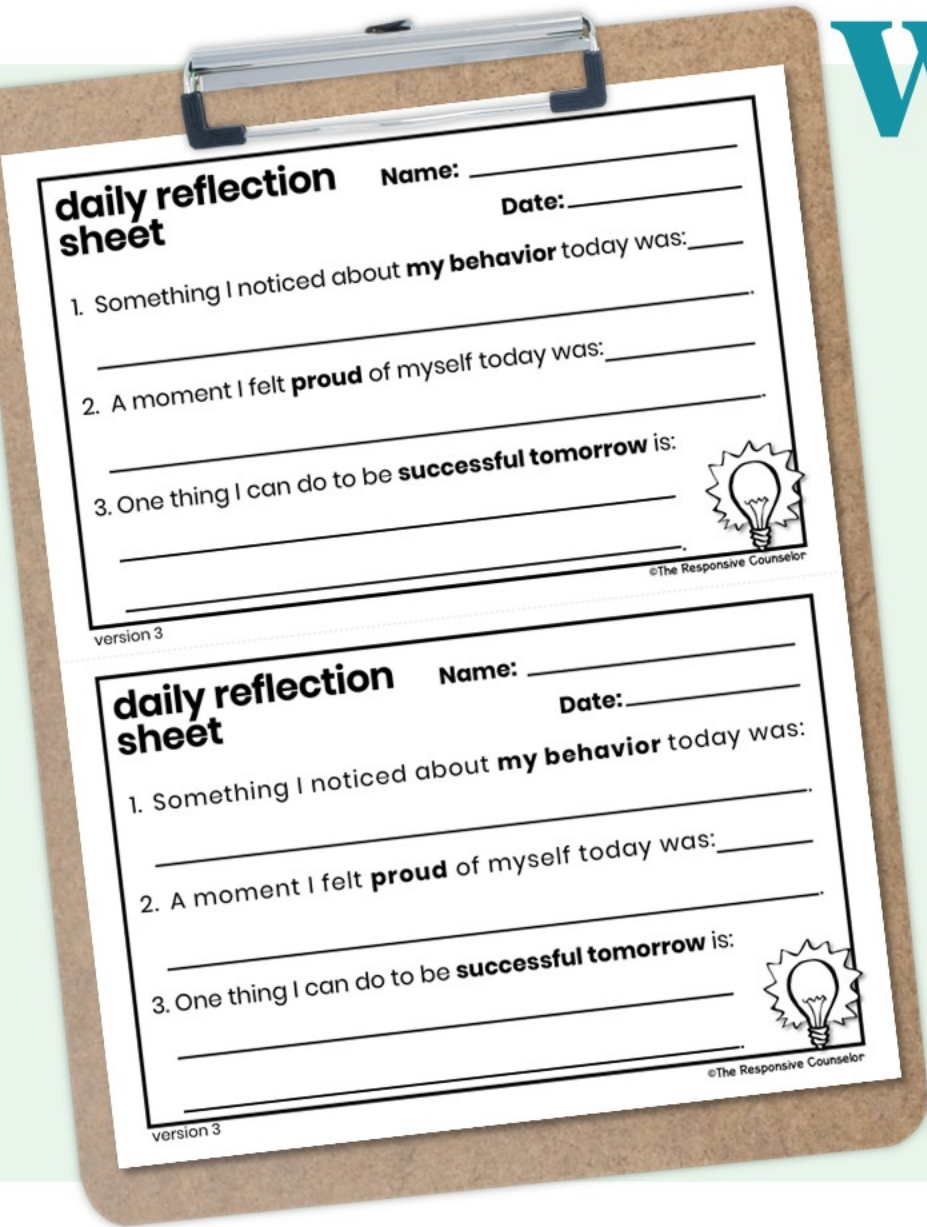 daily reflection
sheet
Name:
Date:
1. Something I noticed about my behavior today was:
2. A moment I felt proud of myself today was:
3. One thing I can do to be successful tomorrow is:
©The Responsive Counselor
version 3
daily reflection
sheet
Name:
Date:
1. Something I noticed about my behavior today was:
2. A moment I felt proud of myself today was:
3. One thing I can do to be successful tomorrow is:
©The Responsive Counselor
version 3